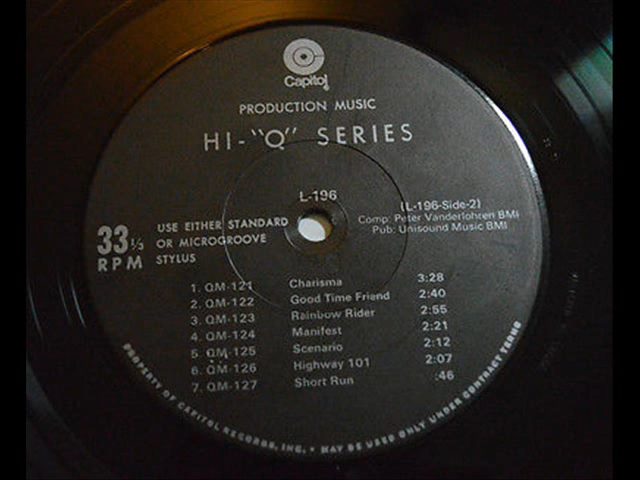 Capitol
PRODUCTION MUSIC
HI-"Q" SERIES
L-196
(L-196-Side-2)
Comp: Peter Vanderlohren BMI
Pub: Unisound Music BMI
33 1/3
RPM
USE EITHER STANDARD
OR MICROGROOVE
STYLUS
1. QM-121 Charisma 3:28
2. QM-122 Good Time Friend 2:40
3. QM-123 Rainbow Rider 2:55
4. QM-124 Manifest 2:21
5. QM-125 Scenario 2:12
6. QM-126 Highway 101 2:07
7. QM-127 Short Run :46
PROPERTY OF CAPITOL RECORDS, INC. • MAY BE USED ONLY UNDER CONTRACT TERMS